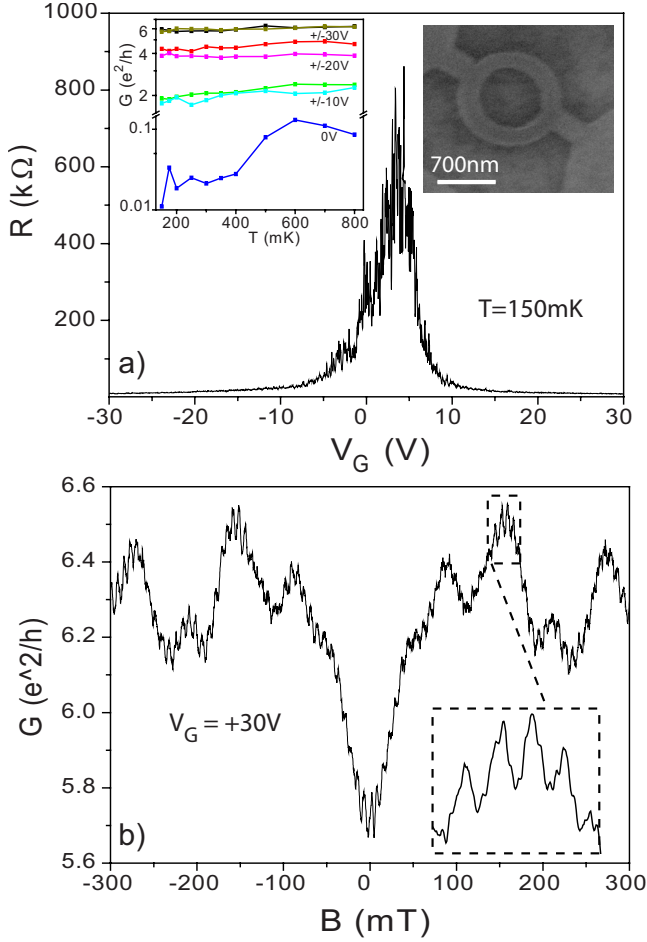 1000
800
600
400
200
R (kΩ)
6
4
2
0.1
0.01
G (e²/h)
+/-30V
+/-20V
+/-10V
0V
200 400 600 800
T (mK)
700nm
T=150mK
a)
-30 -20 -10 0 10 20 30
V_G (V)
6.6
6.4
6.2
6.0
5.8
5.6
G (e^2/h)
V_G = +30V
b)
-300 -200 -100 0 100 200 300
B (mT)